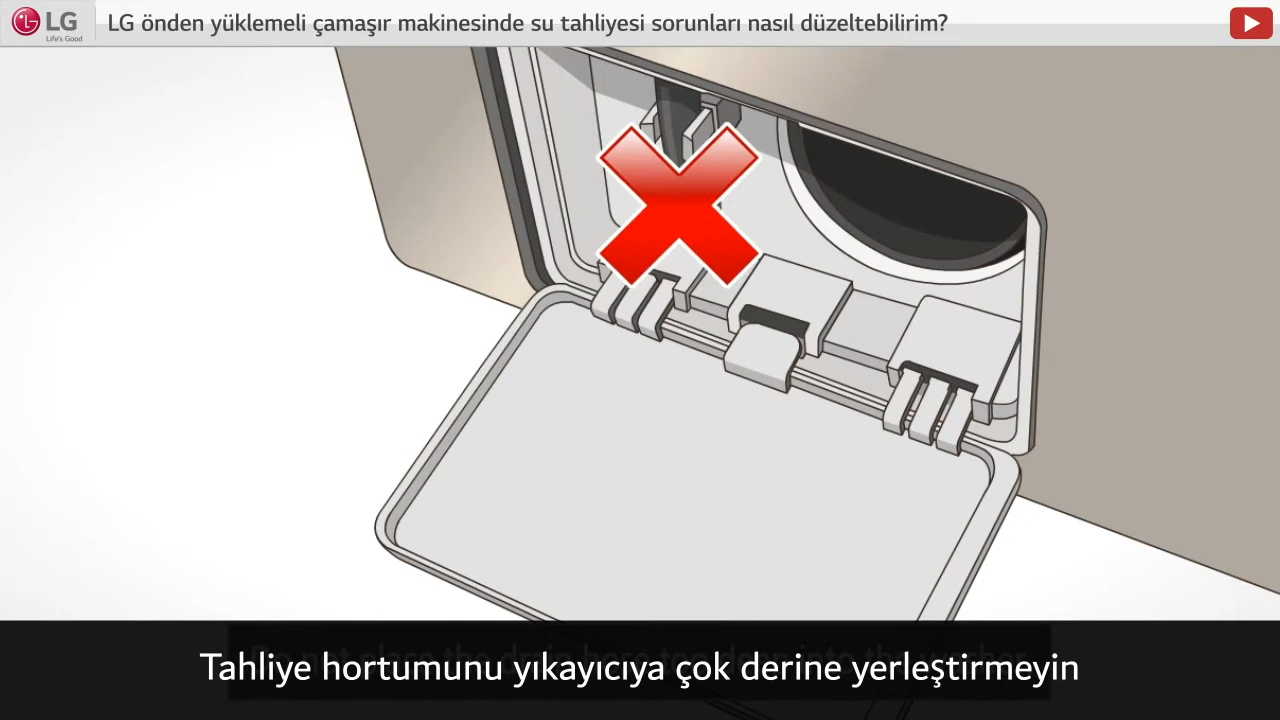 LG
Life's Good
LG önden yüklemeli çamaşır makinesinde su tahliyesi sorunları nasıl düzeltebilirim?
Tahliye hortumunu yıkayıcıya çok derine yerleştirmeyin